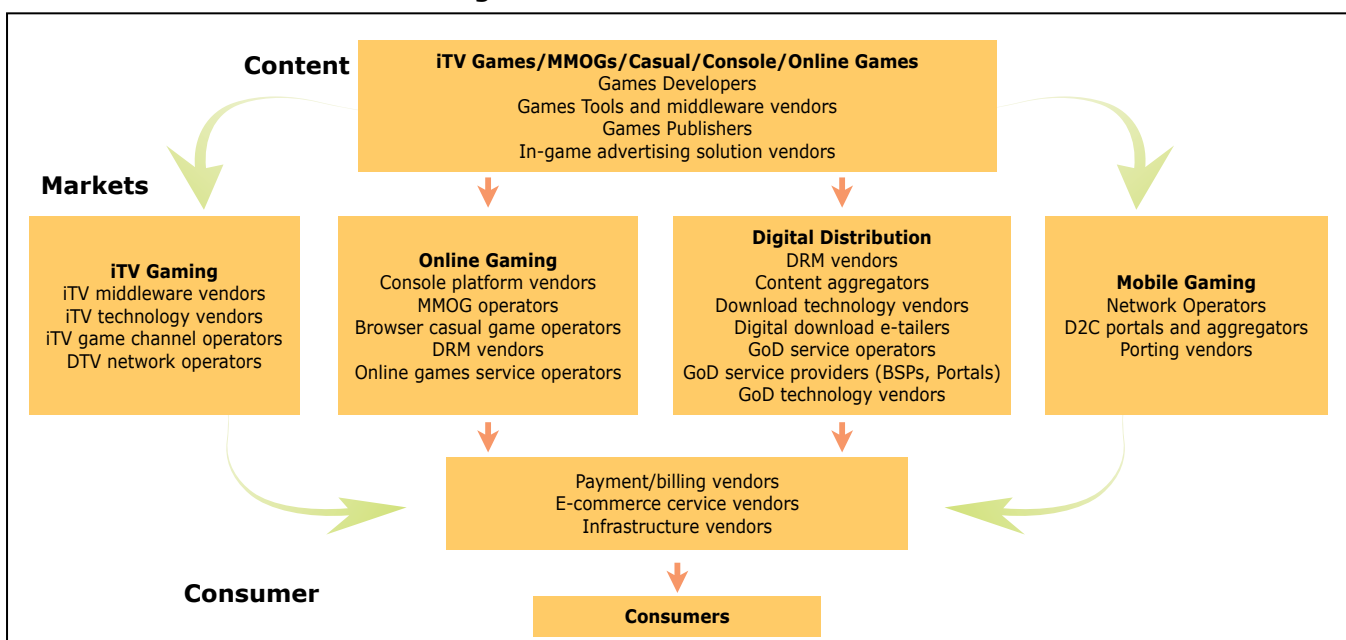 Content
iTV Games/MMOGs/Casual/Console/Online Games
Games Developers
Games Tools and middleware vendors
Games Publishers
In-game advertising solution vendors
Markets
iTV Gaming
iTV middleware vendors
iTV technology vendors
iTV game channel operators
DTV network operators
Online Gaming
Console platform vendors
MMOG operators
Browser casual game operators
DRM vendors
Online games service operators
Digital Distribution
DRM vendors
Content aggregators
Download technology vendors
Digital download e-tailers
GoD service operators
GoD service providers (BSPs, Portals)
GoD technology vendors
Mobile Gaming
Network Operators
D2C portals and aggregators
Porting vendors
Payment/billing vendors
E-commerce cervice vendors
Infrastructure vendors
Consumer
Consumers